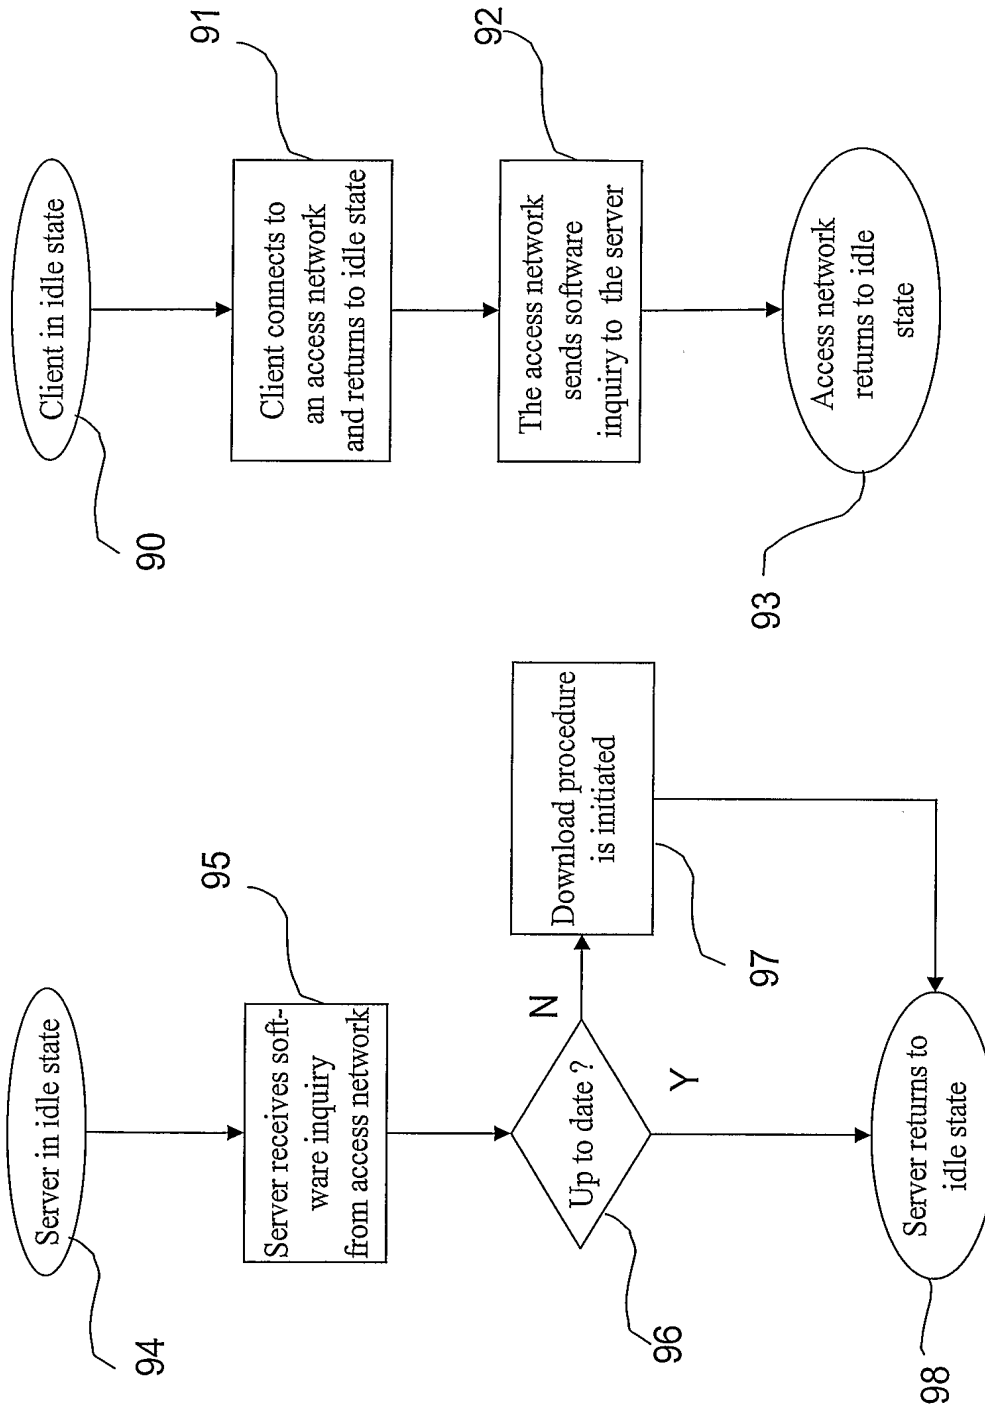 94
Server in idle state
95
Server receives soft-
ware inquiry
from access network
96
Up to date ?
N
Y
97
Download procedure
is initiated
98
Server returns to
idle state
90
Client in idle state
91
Client connects to
an access network
and returns to idle state
92
The access network
sends software
inquiry to the server
93
Access network
returns to idle
state